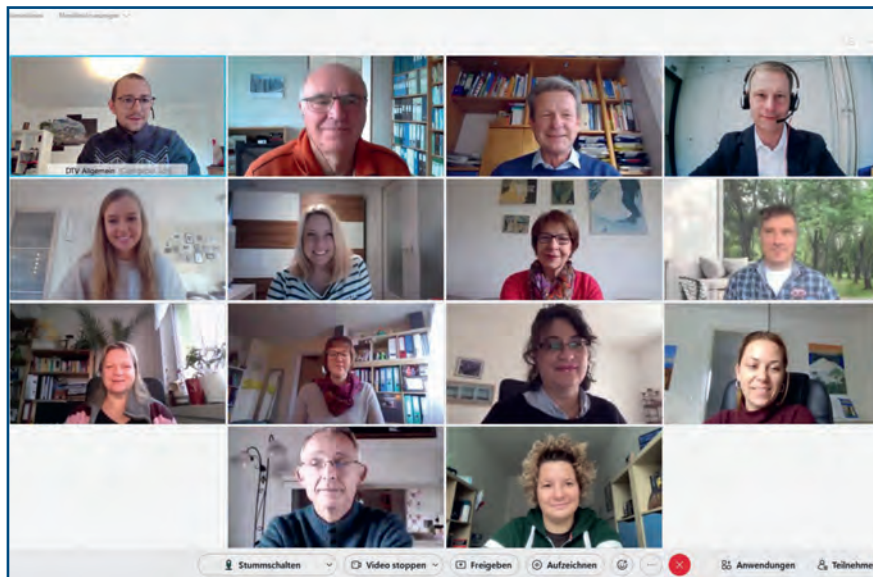 DTV Allgemein
Stummschalten
Video stoppen
Freigeben
Aufzeichnen
Anwendungen
Teilnehme